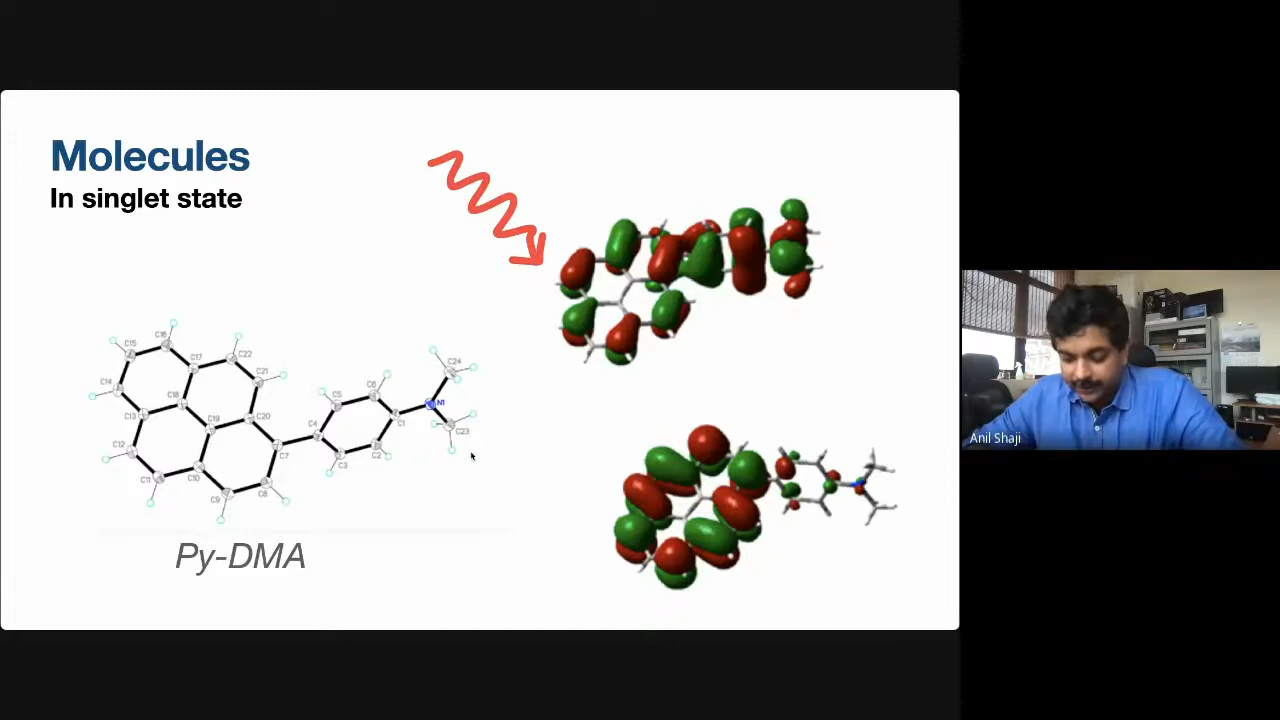 Molecules
In singlet state
C16
C15
C17
C22
C14
C21
C18
C13
C19
C20
C12
C11
C10
C7
C9
C8
C4
C5
C6
C3
C2
C1
N1
C24
C23
Py-DMA
Anil Shaji